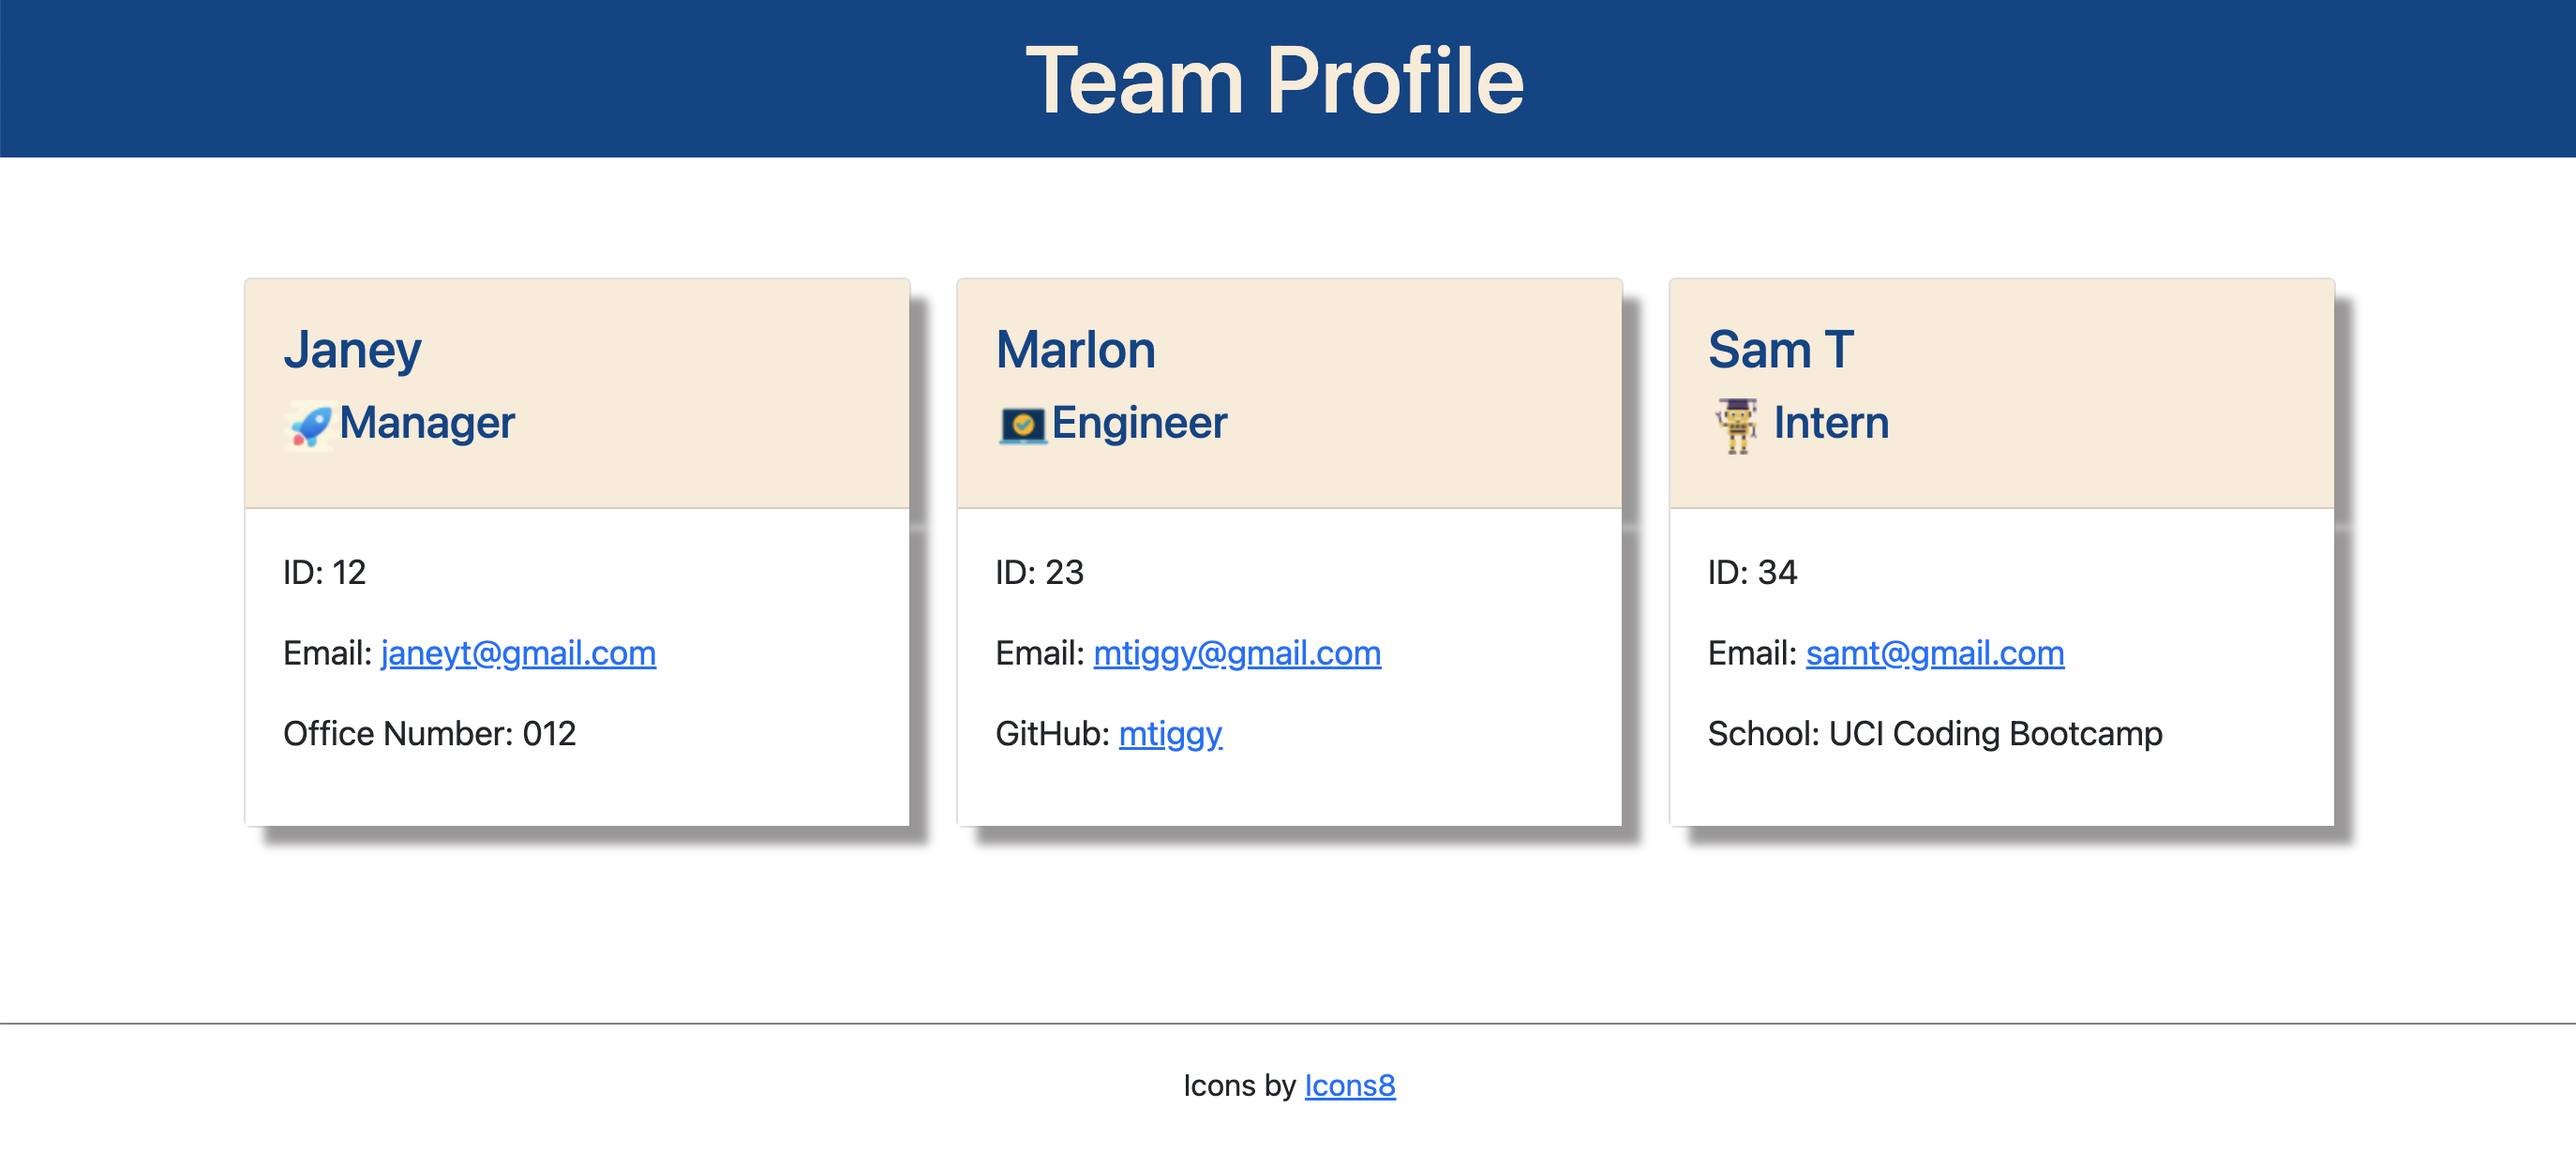 Team Profile
Janey
Manager
ID: 12
Email: janeyt@gmail.com
Office Number: 012
Marlon
Engineer
ID: 23
Email: mtiggy@gmail.com
GitHub: mtiggy
Sam T
Intern
ID: 34
Email: samt@gmail.com
School: UCI Coding Bootcamp
Icons by Icons8